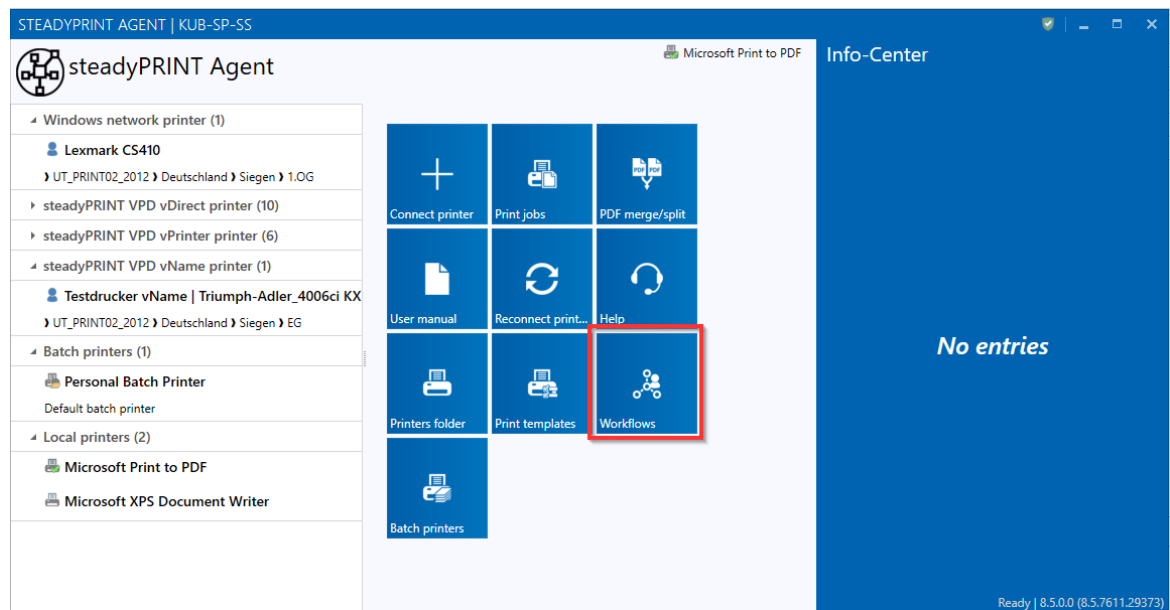 STEADYPRINT AGENT | KUB-SP-SS
steadyPRINT Agent
Microsoft Print to PDF
Windows network printer (1)
Lexmark CS410
❫ UT_PRINT02_2012 ❫ Deutschland ❫ Siegen ❫ 1.OG
steadyPRINT VPD vDirect printer (10)
steadyPRINT VPD vPrinter printer (6)
steadyPRINT VPD vName printer (1)
Testdrucker vName | Triumph-Adler_4006ci KX
❫ UT_PRINT02_2012 ❫ Deutschland ❫ Siegen ❫ EG
Batch printers (1)
Personal Batch Printer
Default batch printer
Local printers (2)
Microsoft Print to PDF
Microsoft XPS Document Writer
Connect printer
Print jobs
PDF PDF
PDF merge/split
User manual
Reconnect print...
Help
Printers folder
Print templates
Workflows
Batch printers
Info-Center
No entries
Ready | 8.5.0.0 (8.5.7611.29373)